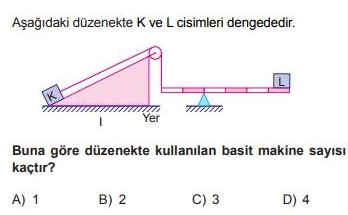 Aşağıdaki düzenekte K ve L cisimleri dengededir.
K
L
I
Yer
Buna göre düzenekte kullanılan basit makine sayısı
kaçtır?
A) 1 B) 2 C) 3 D) 4